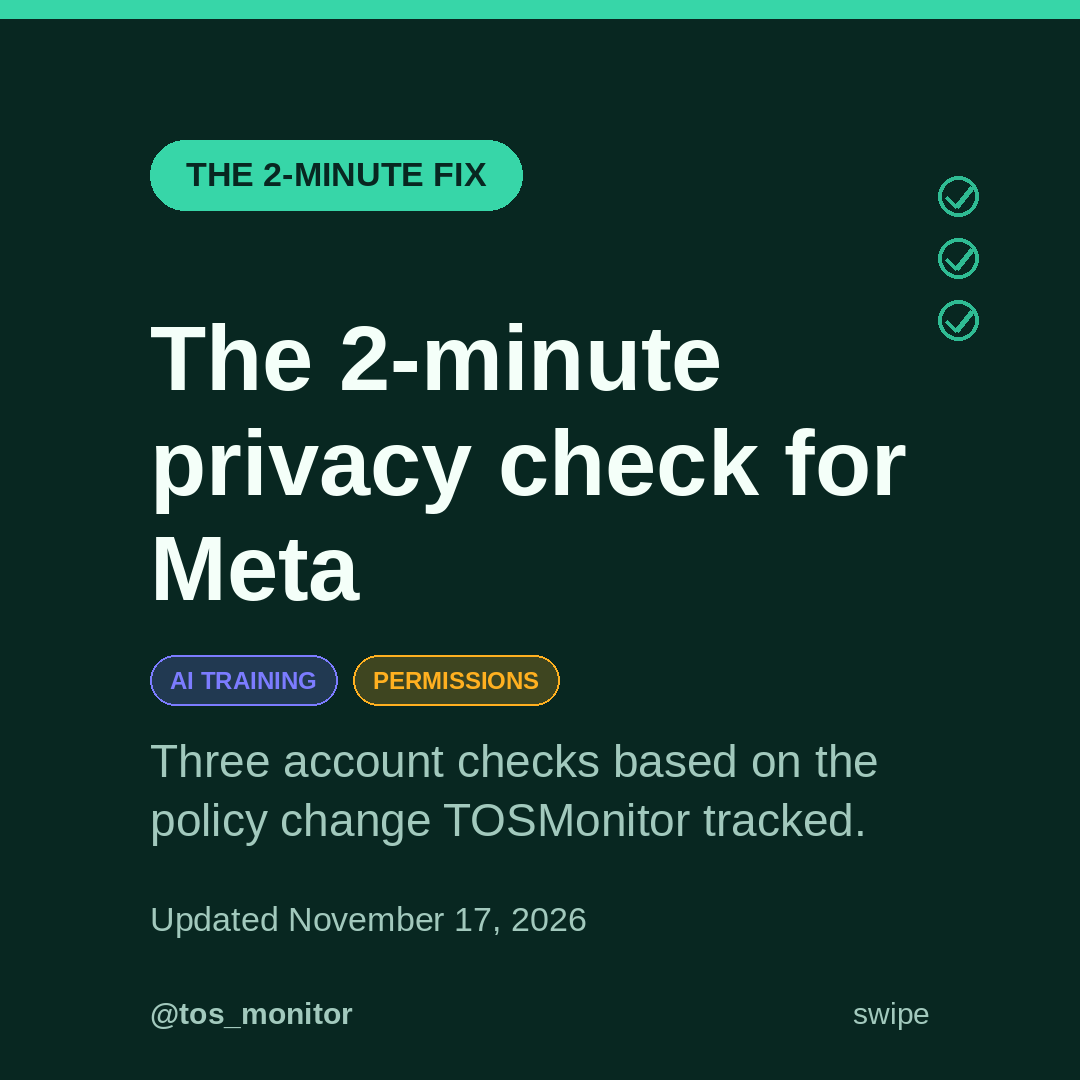 THE 2-MINUTE FIX
The 2-minute
privacy check for
Meta
AI TRAINING PERMISSIONS
Three account checks based on the
policy change TOSMonitor tracked.
Updated November 17, 2026
@tos_monitor swipe